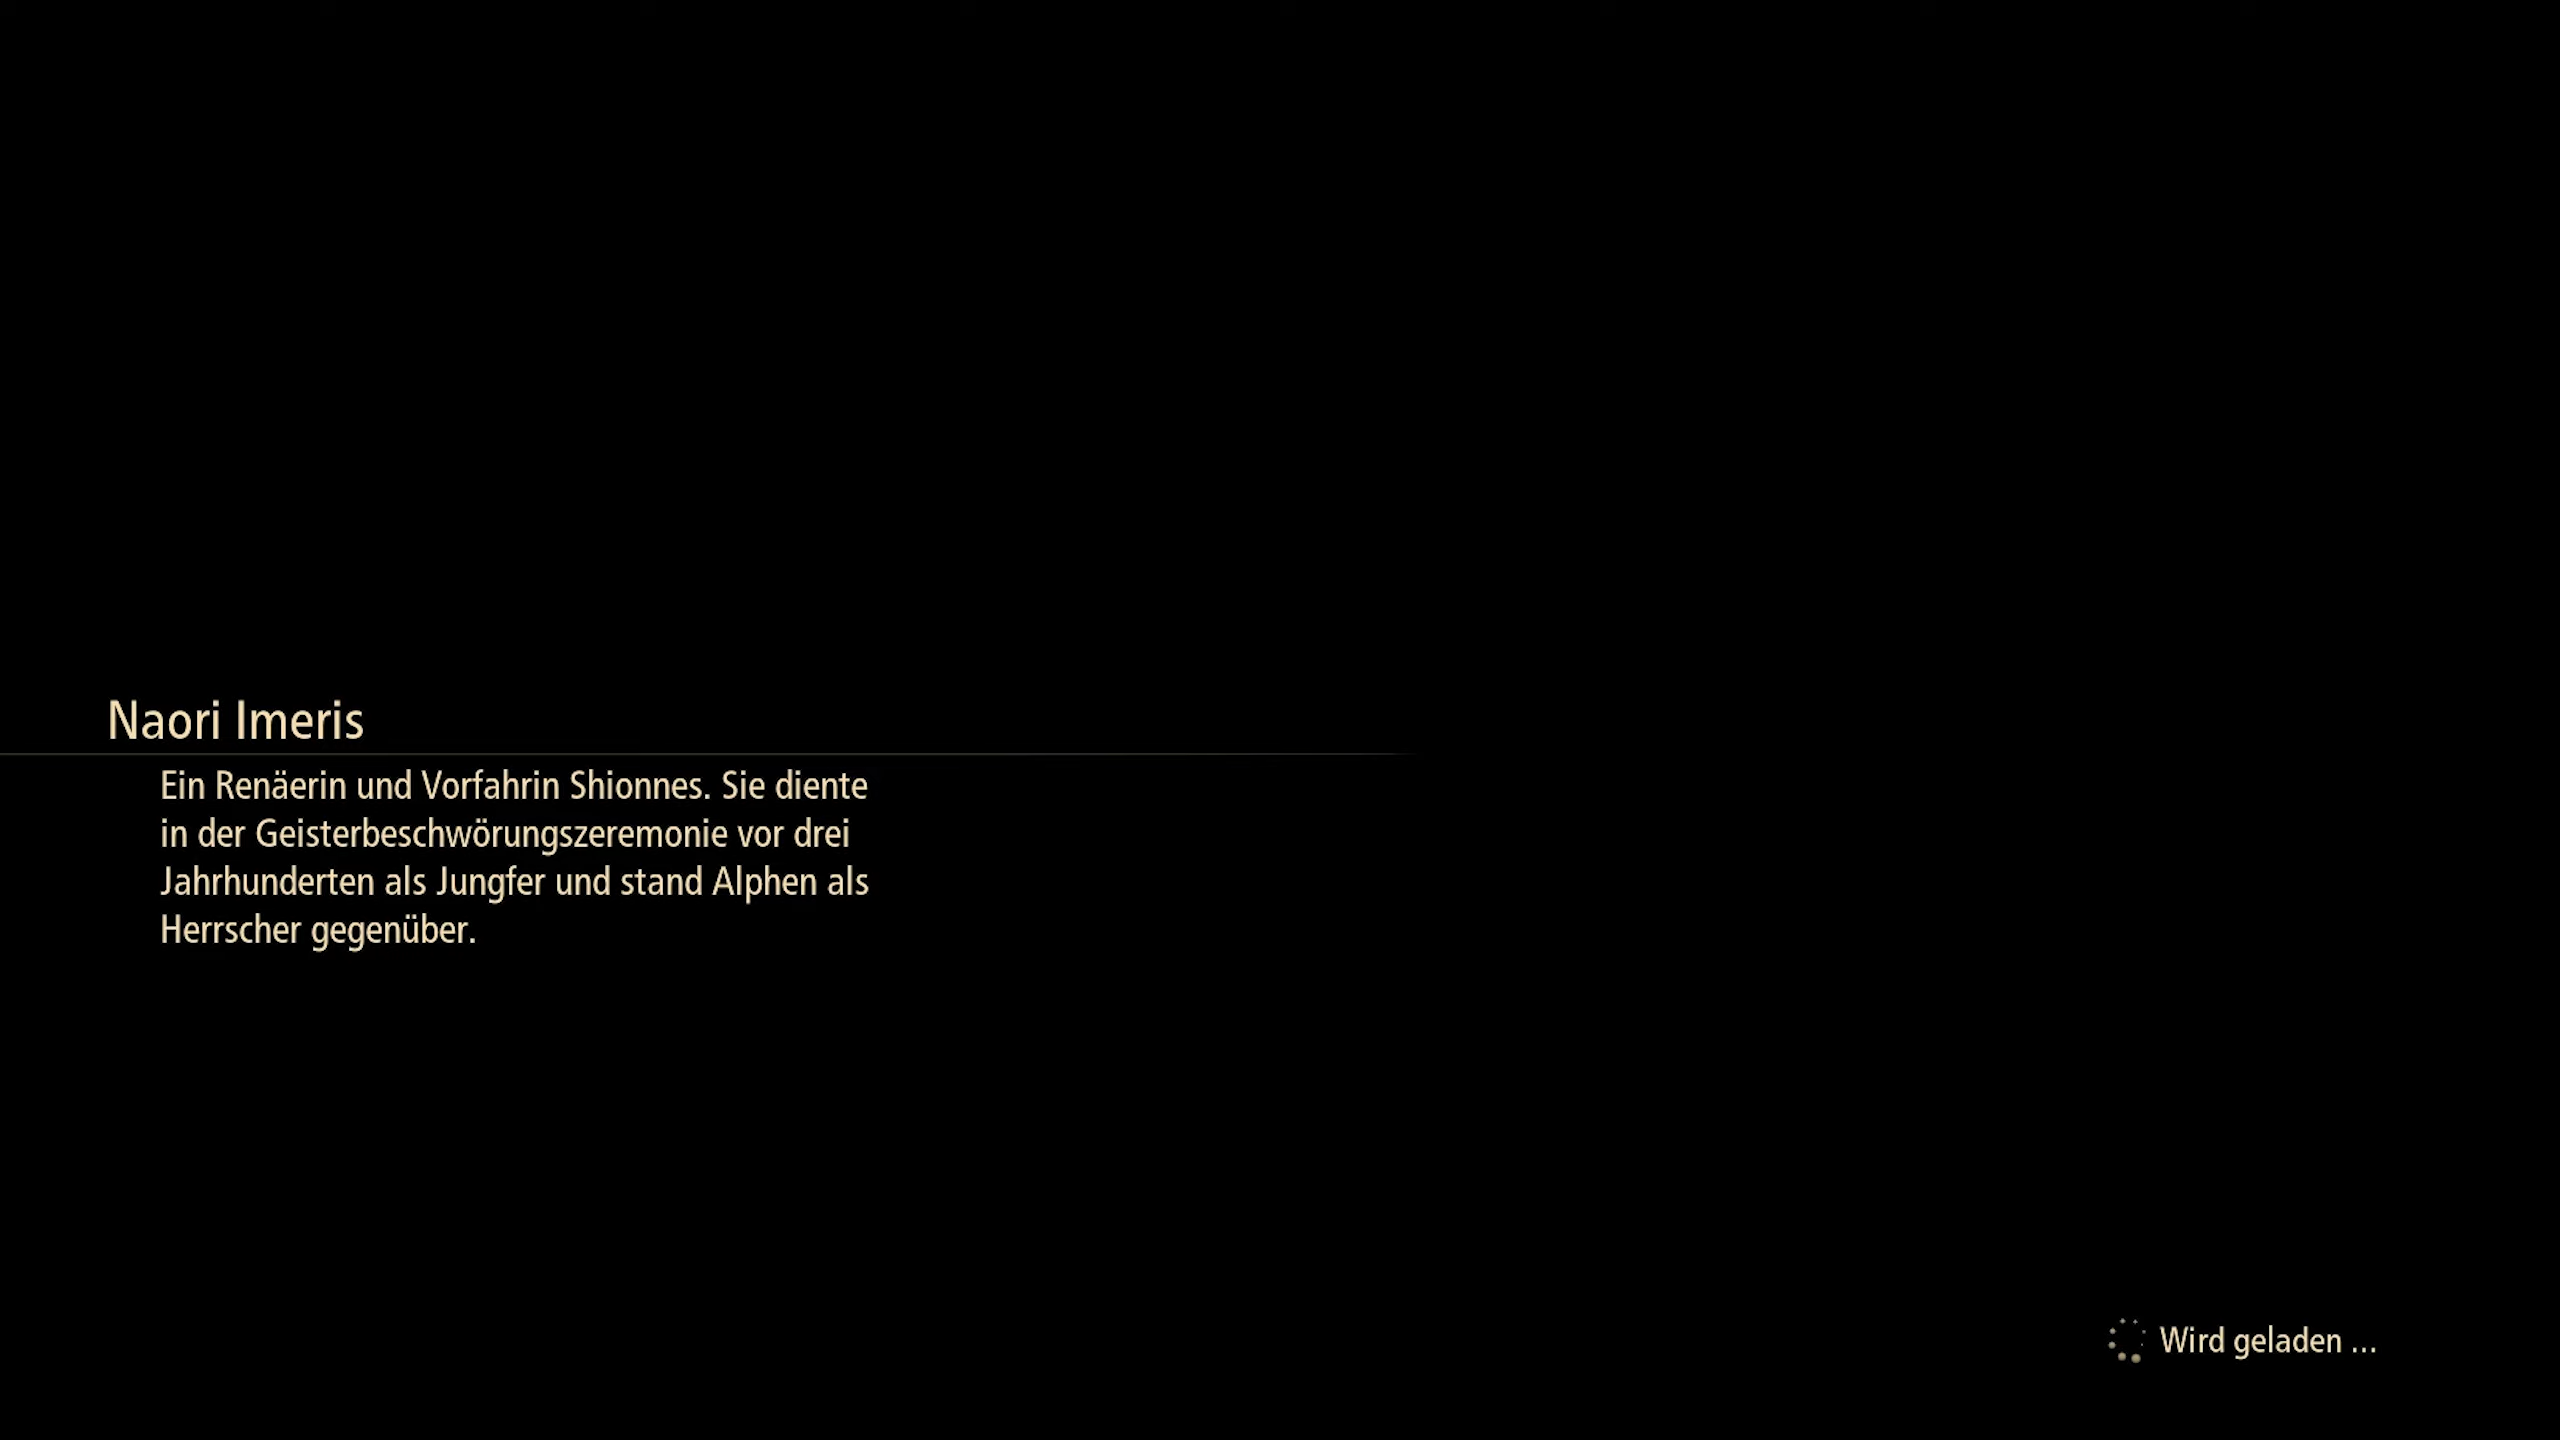 Naori Imeris
Ein Renäerin und Vorfahrin Shionnes. Sie diente
in der Geisterbeschwörungszeremonie vor drei
Jahrhunderten als Jungfer und stand Alphen als
Herrscher gegenüber.
Wird geladen ...